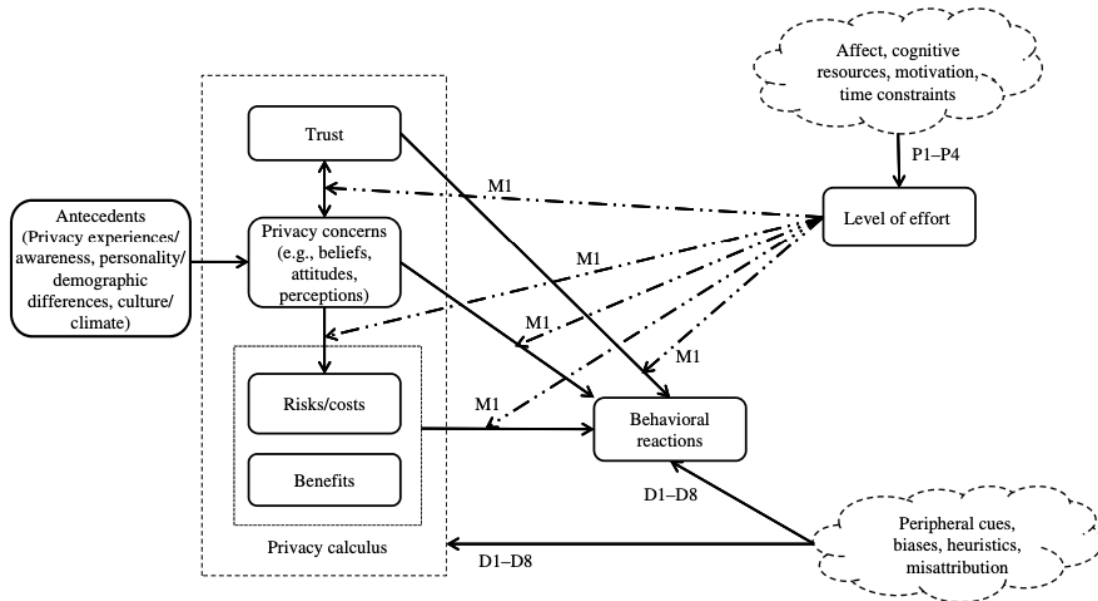 Affect, cognitive
resources, motivation,
time constraints
P1–P4
Level of effort
Trust
M1
Antecedents
(Privacy experiences/
awareness, personality/
demographic
differences, culture/
climate)
Privacy concerns
(e.g., beliefs,
attitudes,
perceptions)
M1
M1
M1
M1
Risks/costs
Benefits
Privacy calculus
Behavioral
reactions
D1–D8
D1–D8
Peripheral cues,
biases, heuristics,
misattribution